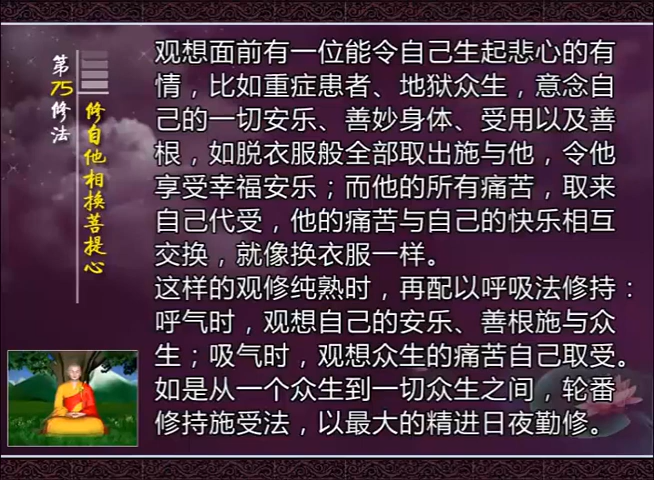 第75修法
修自他相换菩提心
观想面前有一位能令自己生起悲心的有
情，比如重症患者、地狱众生，意念自
己的一切安乐、善妙身体、受用以及善
根，如脱衣服般全部取出施与他，令他
享受幸福安乐；而他的所有痛苦，取来
自己代受，他的痛苦与自己的快乐相互
交换，就像换衣服一样。
这样的观修纯熟时，再配以呼吸法修持：
呼气时，观想自己的安乐、善根施与众
生；吸气时，观想众生的痛苦自己取受。
如是从一个众生到一切众生之间，轮番
修持施受法，以最大的精进日夜勤修。